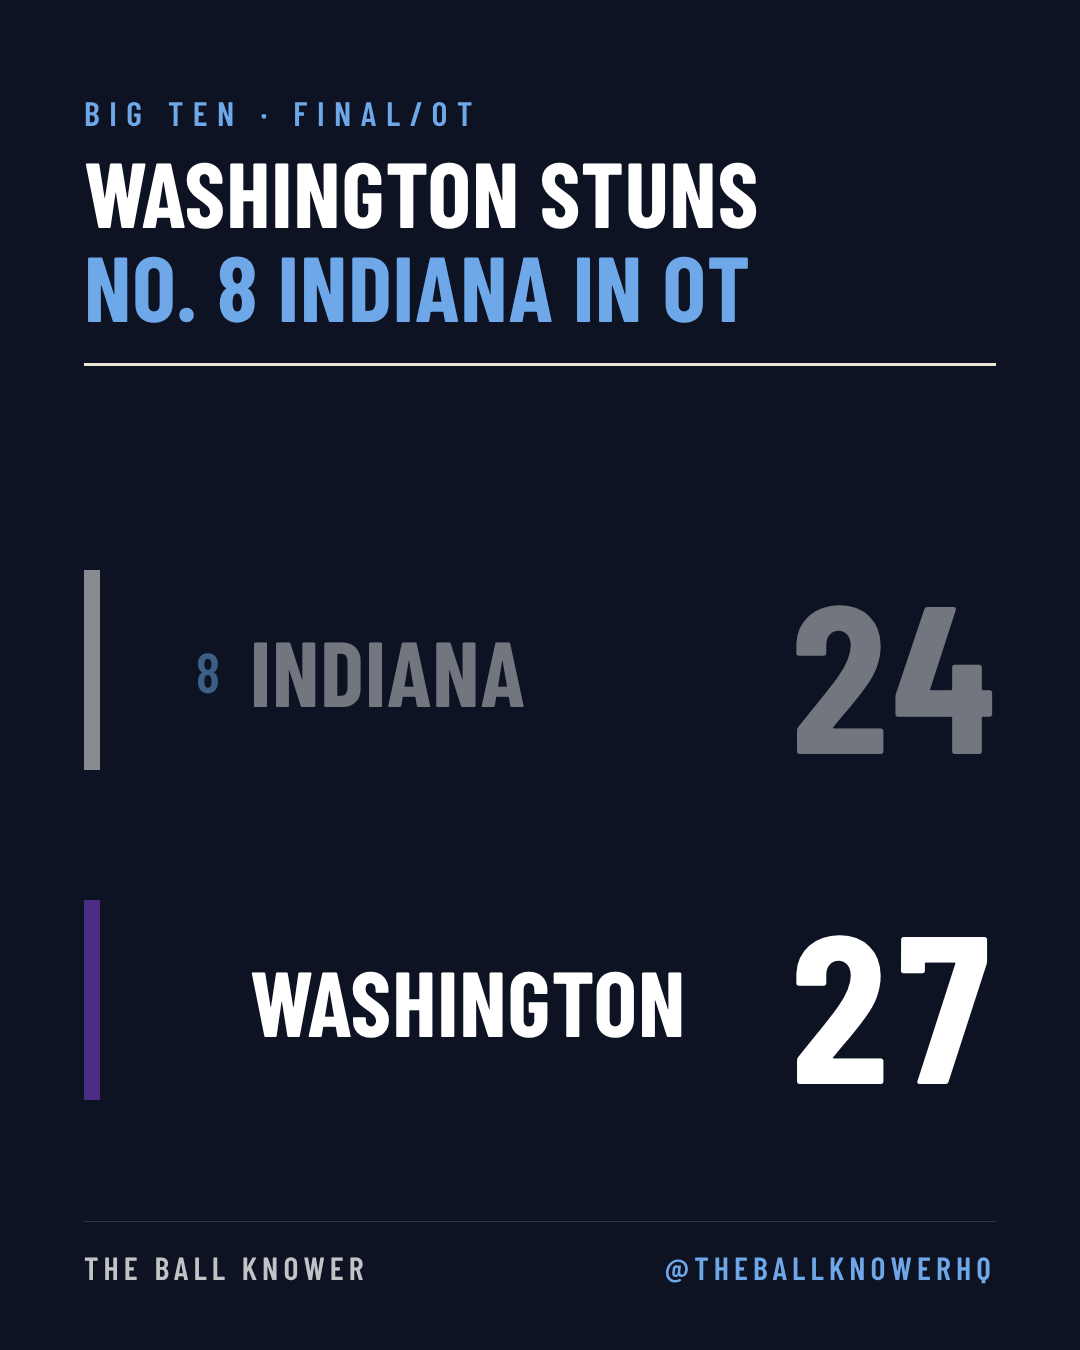 BIG TEN · FINAL/OT
WASHINGTON STUNS
NO. 8 INDIANA IN OT
8 INDIANA 24
WASHINGTON 27
THE BALL KNOWER
@THEBALLKNOWERHQ